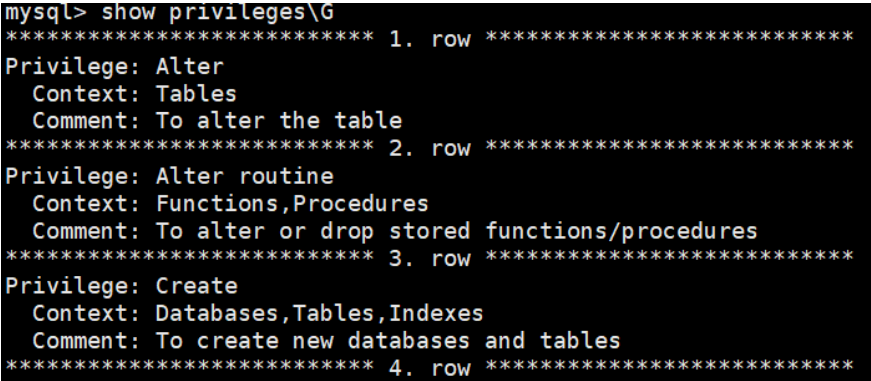 mysql> show privileges\G
*************************** 1. row ***************************
Privilege: Alter
  Context: Tables
  Comment: To alter the table
*************************** 2. row ***************************
Privilege: Alter routine
  Context: Functions,Procedures
  Comment: To alter or drop stored functions/procedures
*************************** 3. row ***************************
Privilege: Create
  Context: Databases,Tables,Indexes
  Comment: To create new databases and tables
*************************** 4. row ***************************